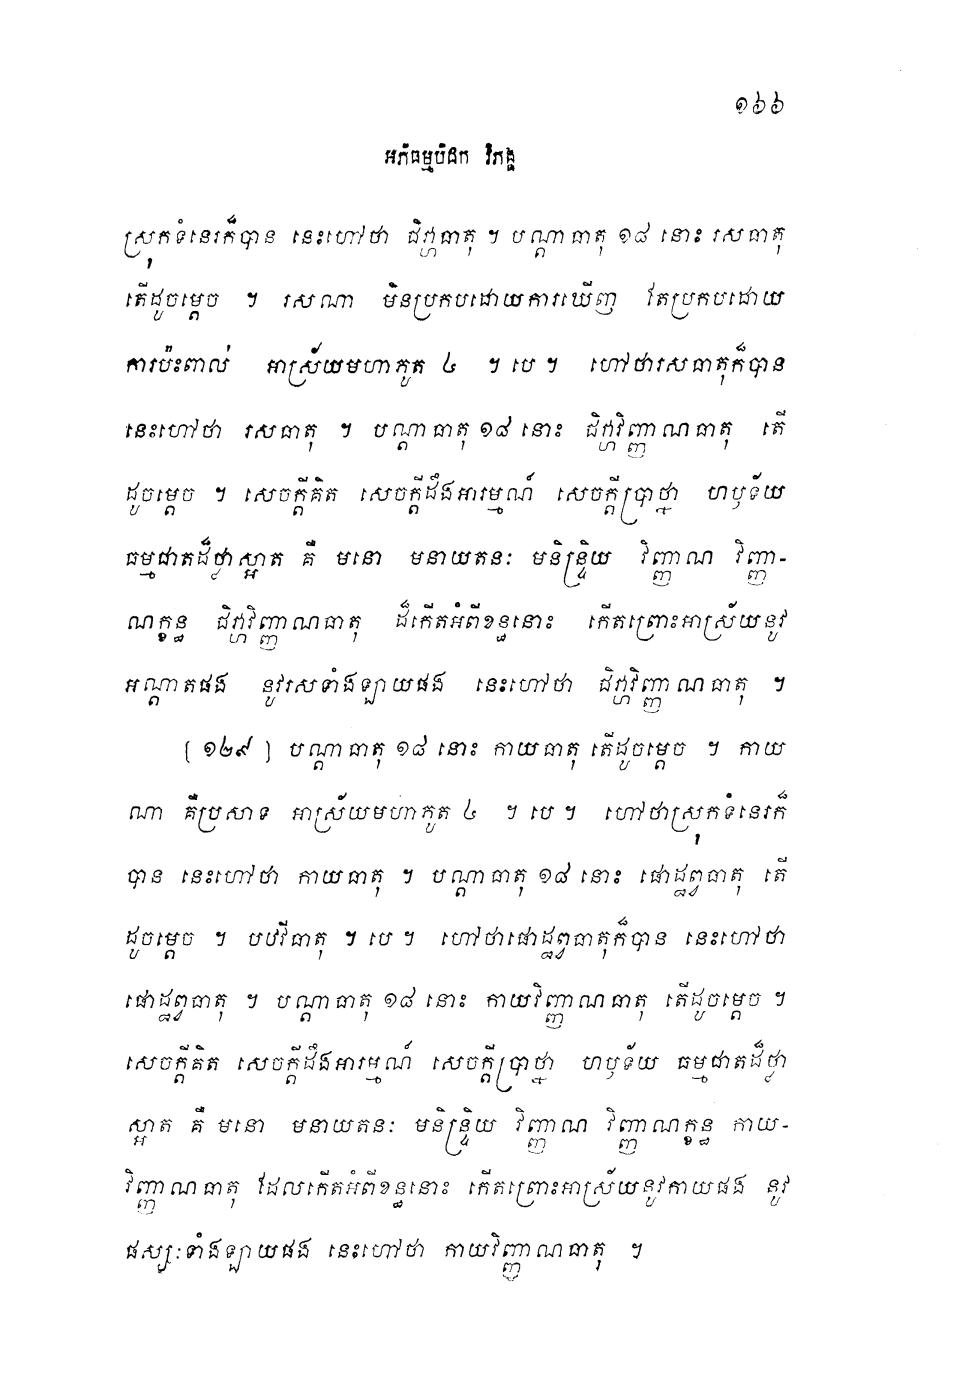 ១៦៦
អភិធម្មបិដក វិភង្គ
ស្រុកទំនេរក៏បាន នេះហៅថា ជិវ្ហាធាតុ ។ បណ្តាធាតុ ១៨ នោះ រសធាតុ
តើដូចម្តេច ។ រសណា មិនប្រកបដោយការឃើញ តែប្រកបដោយ
ការប៉ះពាល់ អាស្រ័យមហាភូត ៤ ។ បេ ។ ហៅថារសធាតុក៏បាន
នេះហៅថា រសធាតុ ។ បណ្តាធាតុ ១៨ នោះ ជិវ្ហាវិញ្ញាណធាតុ តើ
ដូចម្តេច ។ សេចក្តីគិត សេចក្តីដឹងអារម្មណ៍ សេចក្តីប្រាថ្នា ហឫទ័យ
ធម្មជាតដ៏ថ្លាស្អាត គឺ មនោ មនាយតនៈ មនិន្ទ្រិយ វិញ្ញាណ វិញ្ញា-
ណក្ខន្ធ ជិវ្ហាវិញ្ញាណធាតុ ដ៏កើតអំពីខន្ធនោះ កើតព្រោះអាស្រ័យនូវ
អណ្តាតផង នូវរសទាំងឡាយផង នេះហៅថា ជិវ្ហាវិញ្ញាណធាតុ ។
[ ១២៩ ] បណ្តាធាតុ ១៨ នោះ កាយធាតុ តើដូចម្តេច ។ កាយ
ណា គឺប្រសាទ អាស្រ័យមហាភូត ៤ ។ បេ ។ ហៅថាស្រុកទំនេរក៏
បាន នេះហៅថា កាយធាតុ ។ បណ្តាធាតុ ១៨ នោះ ផោដ្ឋព្វធាតុ តើ
ដូចម្តេច ។ បឋវីធាតុ ។ បេ ។ ហៅថាផោដ្ឋព្វធាតុក៏បាន នេះហៅថា
ផោដ្ឋព្វធាតុ ។ បណ្តាធាតុ ១៨ នោះ កាយវិញ្ញាណធាតុ តើដូចម្តេច ។
សេចក្តីគិត សេចក្តីដឹងអារម្មណ៍ សេចក្តីប្រាថ្នា ហឫទ័យ ធម្មជាតដ៏ថ្លា
ស្អាត គឺ មនោ មនាយតនៈ មនិន្ទ្រិយ វិញ្ញាណ វិញ្ញាណក្ខន្ធ កាយ-
វិញ្ញាណធាតុ ដែលកើតអំពីខន្ធនោះ កើតព្រោះអាស្រ័យនូវកាយផង នូវ
ផស្សៈទាំងឡាយផង នេះហៅថា កាយវិញ្ញាណធាតុ ។